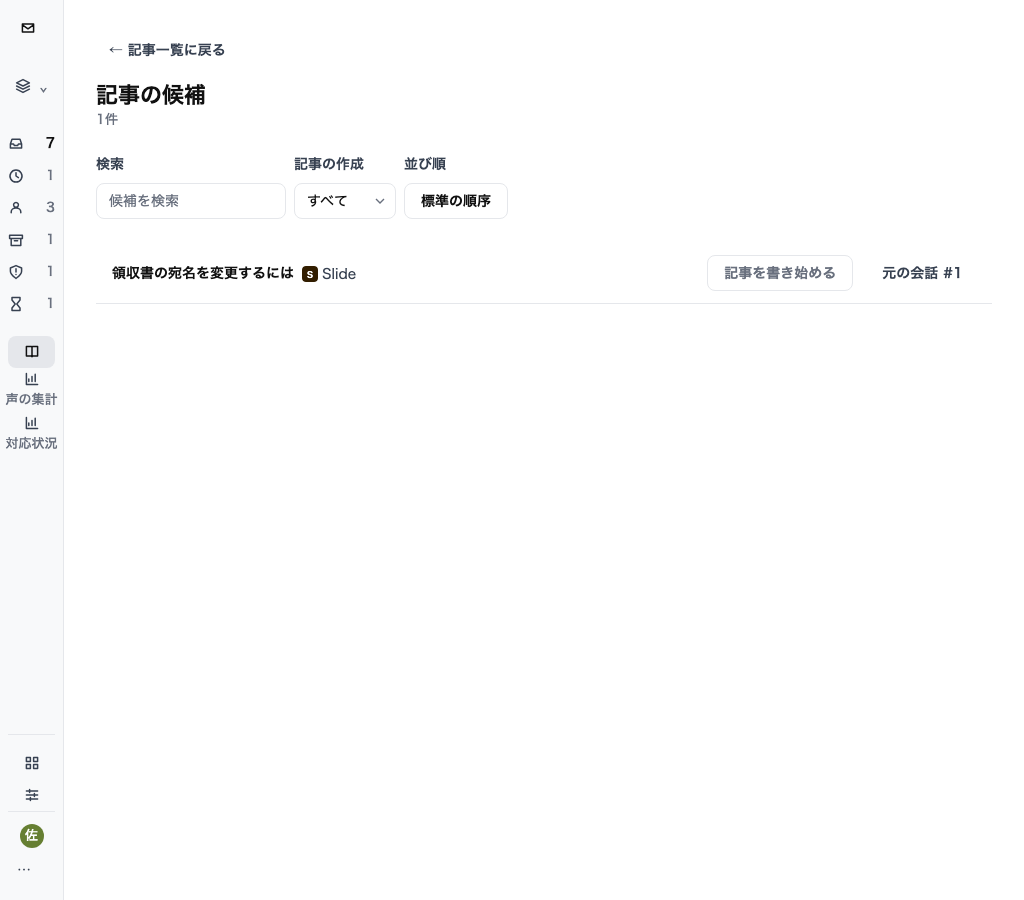 ← 記事一覧に戻る
記事の候補
1件
検索
記事の作成
並び順
候補を検索
すべて
標準の順序
領収書の宛名を変更するには S Slide
記事を書き始める
元の会話 #1
7
1
3
1
1
1
声の集計
対応状況
佐
…